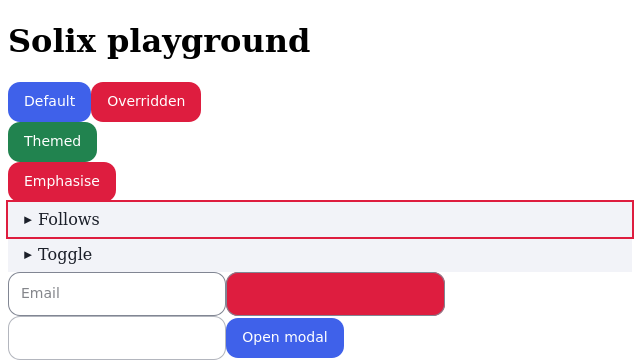 Solix playground
Default Overridden
Themed
Emphasise
▸ Follows
▸ Toggle
Email
Open modal